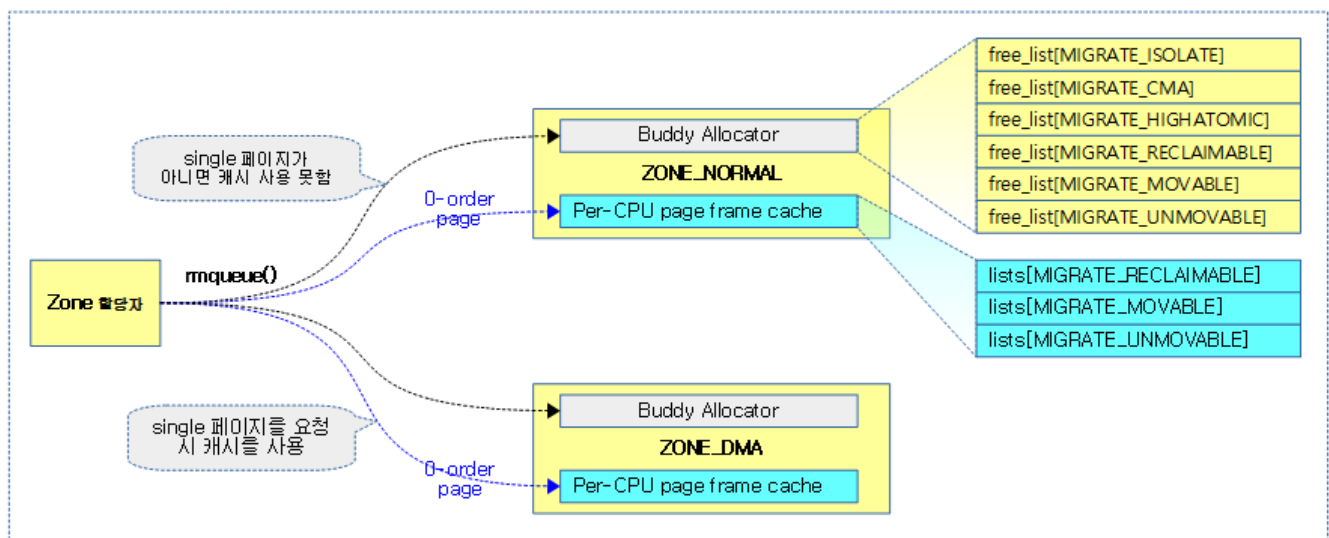 free_list[MIGRATE_ISOLATE]
free_list[MIGRATE_CMA]
free_list[MIGRATE_HIGHATOMIC]
free_list[MIGRATE_RECLAIMABLE]
free_list[MIGRATE_MOVABLE]
free_list[MIGRATE_UNMOVABLE]
Buddy Allocator
ZONE_NORMAL
Per-CPU page frame cache
single 페이지가
아니면 캐시 사용 못함
0-order
page
lists[MIGRATE_RECLAIMABLE]
lists[MIGRATE_MOVABLE]
lists[MIGRATE_UNMOVABLE]
rmqueue()
Zone 할당자
Buddy Allocator
ZONE_DMA
Per-CPU page frame cache
single 페이지를 요청
시 캐시를 사용
0-order
page